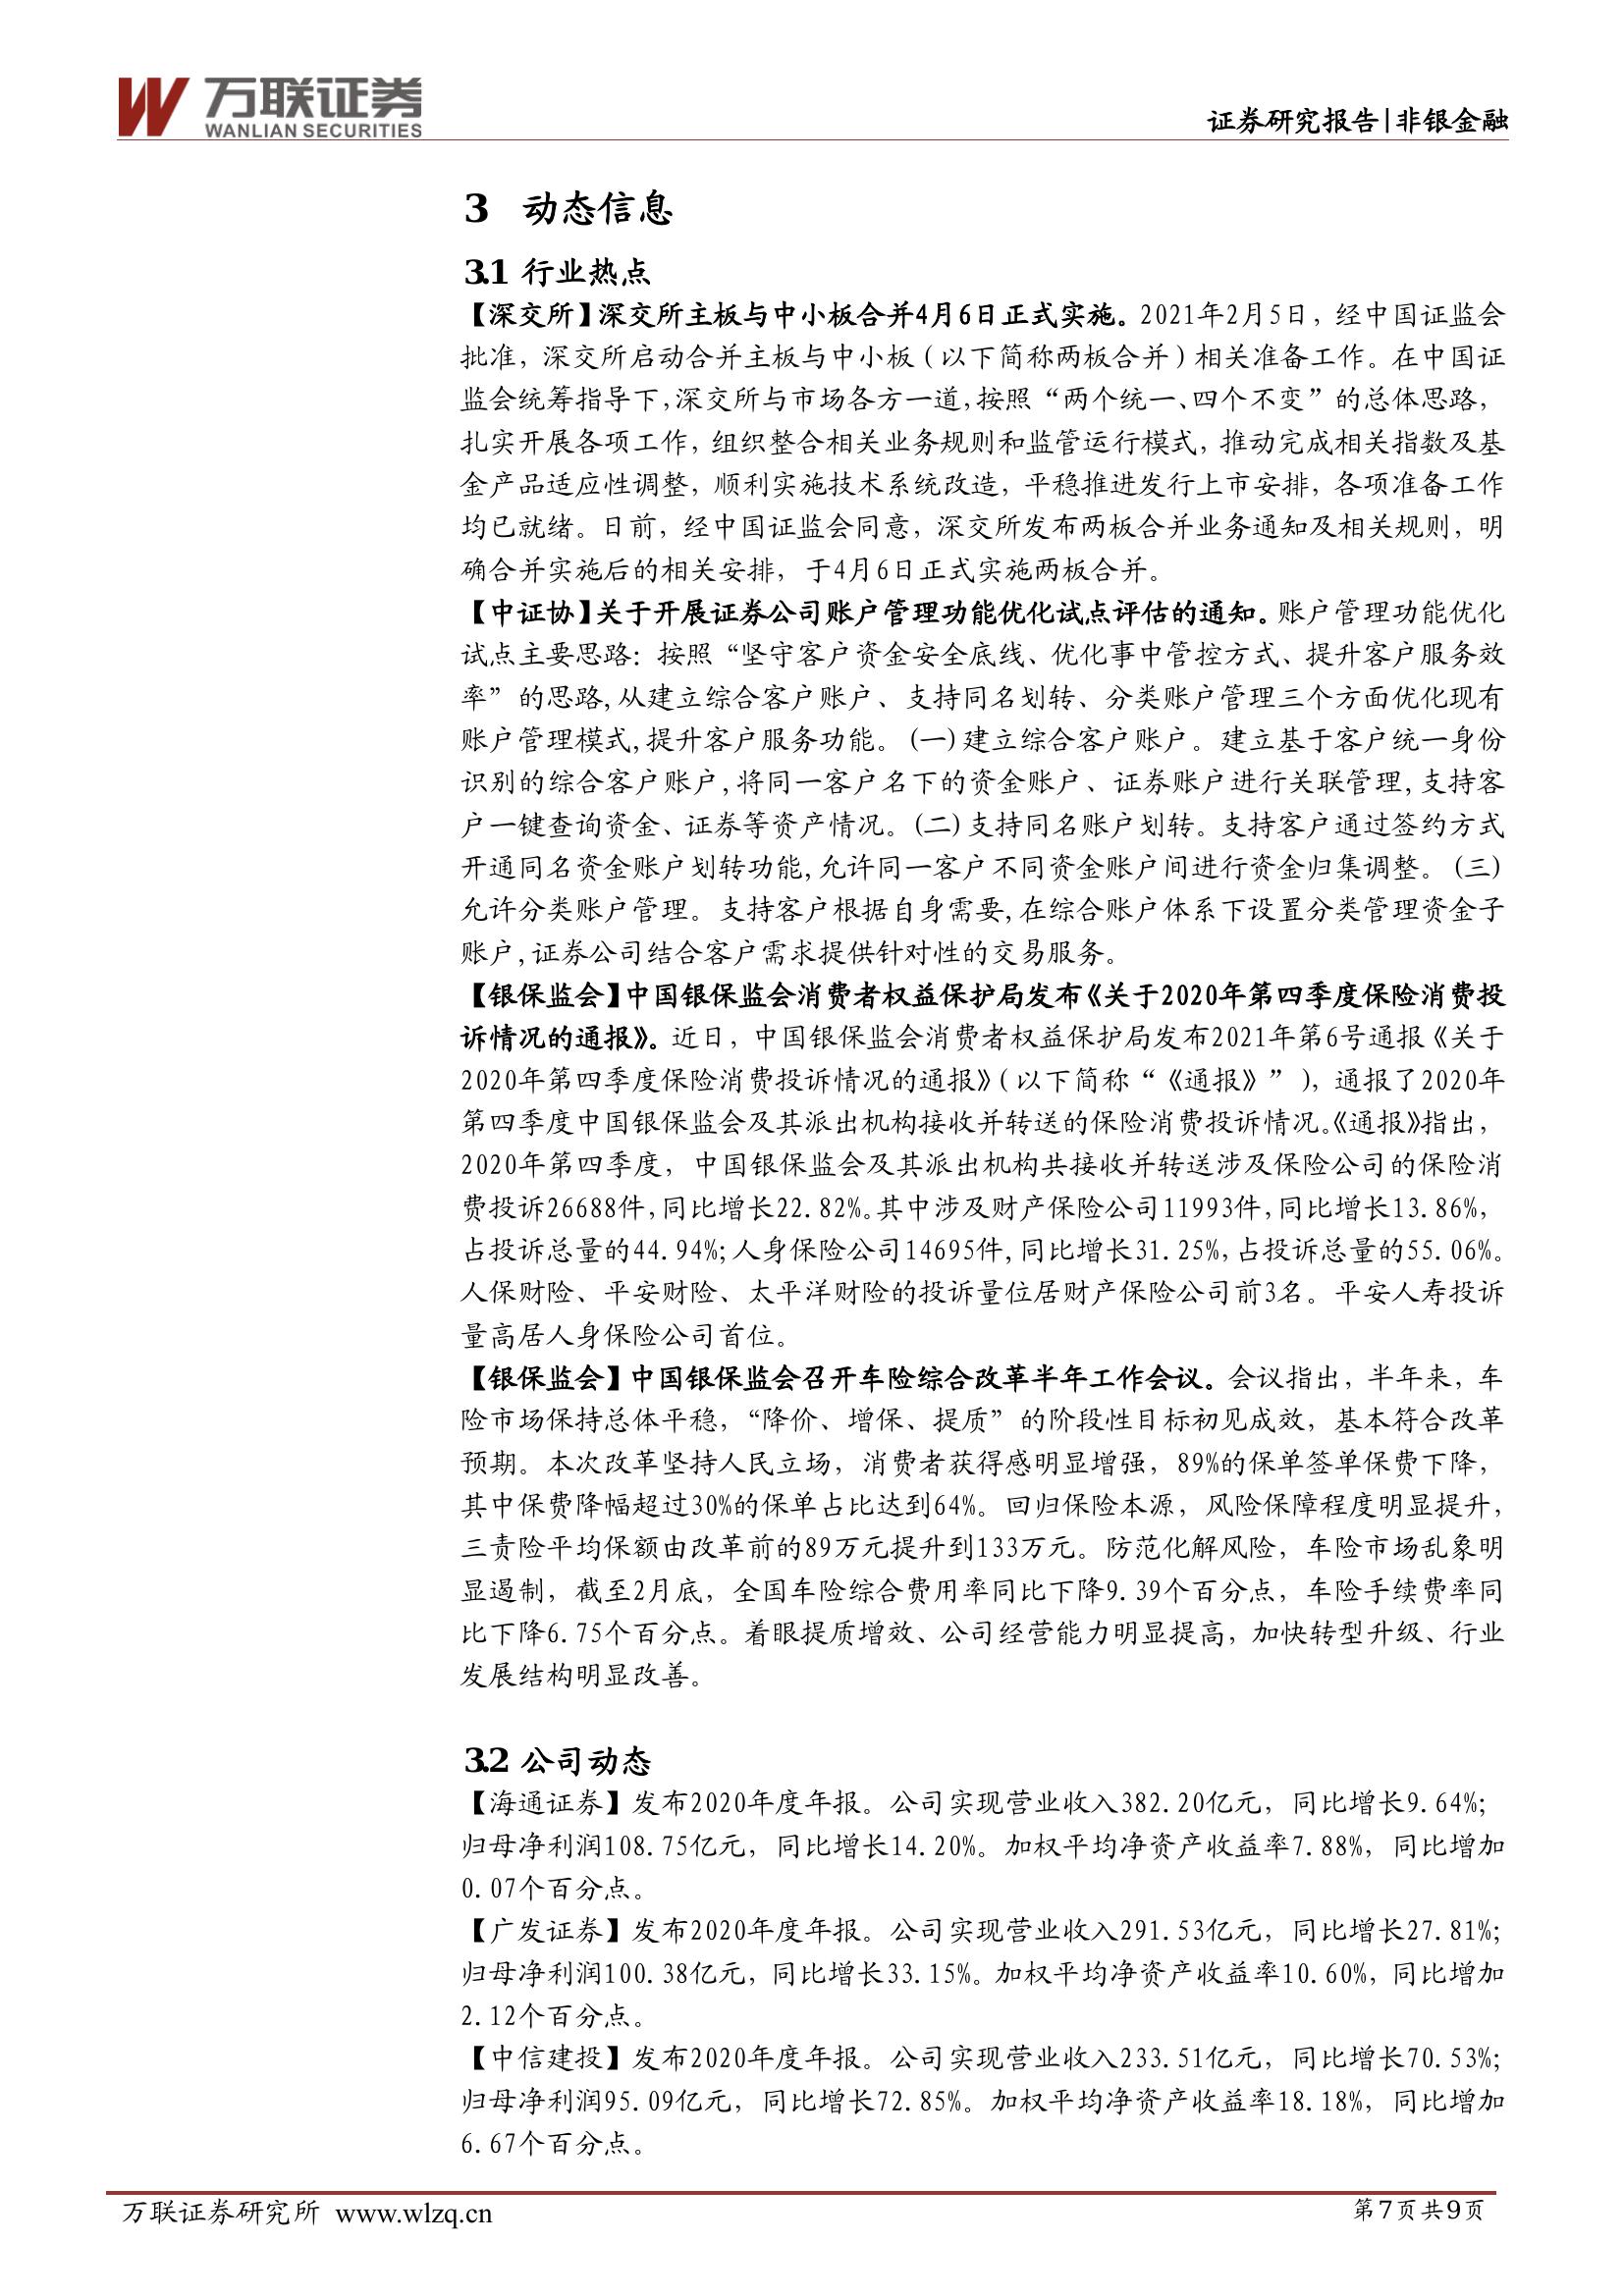 万联证券
WANLIAN SECURITIES
证券研究报告|非银金融
3 动态信息
3.1 行业热点
【深交所】深交所主板与中小板合并4月6日正式实施。2021年2月5日，经中国证监会
批准，深交所启动合并主板与中小板（以下简称两板合并）相关准备工作。在中国证
监会统筹指导下，深交所与市场各方一道，按照“两个统一、四个不变”的总体思路，
扎实开展各项工作，组织整合相关业务规则和监管运行模式，推动完成相关指数及基
金产品适应性调整，顺利实施技术系统改造，平稳推进发行上市安排，各项准备工作
均已就绪。日前，经中国证监会同意，深交所发布两板合并业务通知及相关规则，明
确合并实施后的相关安排，于4月6日正式实施两板合并。
【中证协】关于开展证券公司账户管理功能优化试点评估的通知。账户管理功能优化
试点主要思路：按照“坚守客户资金安全底线、优化事中管控方式、提升客户服务效
率”的思路,从建立综合客户账户、支持同名划转、分类账户管理三个方面优化现有
账户管理模式,提升客户服务功能。(一)建立综合客户账户。建立基于客户统一身份
识别的综合客户账户,将同一客户名下的资金账户、证券账户进行关联管理,支持客
户一键查询资金、证券等资产情况。(二)支持同名账户划转。支持客户通过签约方式
开通同名资金账户划转功能,允许同一客户不同资金账户间进行资金归集调整。(三)
允许分类账户管理。支持客户根据自身需要,在综合账户体系下设置分类管理资金子
账户,证券公司结合客户需求提供针对性的交易服务。
【银保监会】中国银保监会消费者权益保护局发布《关于2020年第四季度保险消费投
诉情况的通报》。近日，中国银保监会消费者权益保护局发布2021年第6号通报《关于
2020年第四季度保险消费投诉情况的通报》（以下简称“《通报》”），通报了2020年
第四季度中国银保监会及其派出机构接收并转送的保险消费投诉情况。《通报》指出，
2020年第四季度，中国银保监会及其派出机构共接收并转送涉及保险公司的保险消
费投诉26688件，同比增长22.82%。其中涉及财产保险公司11993件，同比增长13.86%，
占投诉总量的44.94%；人身保险公司14695件，同比增长31.25%，占投诉总量的55.06%。
人保财险、平安财险、太平洋财险的投诉量位居财产保险公司前3名。平安人寿投诉
量高居人身保险公司首位。
【银保监会】中国银保监会召开车险综合改革半年工作会议。会议指出，半年来，车
险市场保持总体平稳，“降价、增保、提质”的阶段性目标初见成效，基本符合改革
预期。本次改革坚持人民立场，消费者获得感明显增强，89%的保单签单保费下降，
其中保费降幅超过30%的保单占比达到64%。回归保险本源，风险保障程度明显提升，
三责险平均保额由改革前的89万元提升到133万元。防范化解风险，车险市场乱象明
显遏制，截至2月底，全国车险综合费用率同比下降9.39个百分点，车险手续费率同
比下降6.75个百分点。着眼提质增效、公司经营能力明显提高，加快转型升级、行业
发展结构明显改善。
3.2 公司动态
【海通证券】发布2020年度年报。公司实现营业收入382.20亿元，同比增长9.64%；
归母净利润108.75亿元，同比增长14.20%。加权平均净资产收益率7.88%，同比增加
0.07个百分点。
【广发证券】发布2020年度年报。公司实现营业收入291.53亿元，同比增长27.81%；
归母净利润100.38亿元，同比增长33.15%。加权平均净资产收益率10.60%，同比增加
2.12个百分点。
【中信建投】发布2020年度年报。公司实现营业收入233.51亿元，同比增长70.53%；
归母净利润95.09亿元，同比增长72.85%。加权平均净资产收益率18.18%，同比增加
6.67个百分点。
万联证券研究所 www.wlzq.cn
第7页共9页